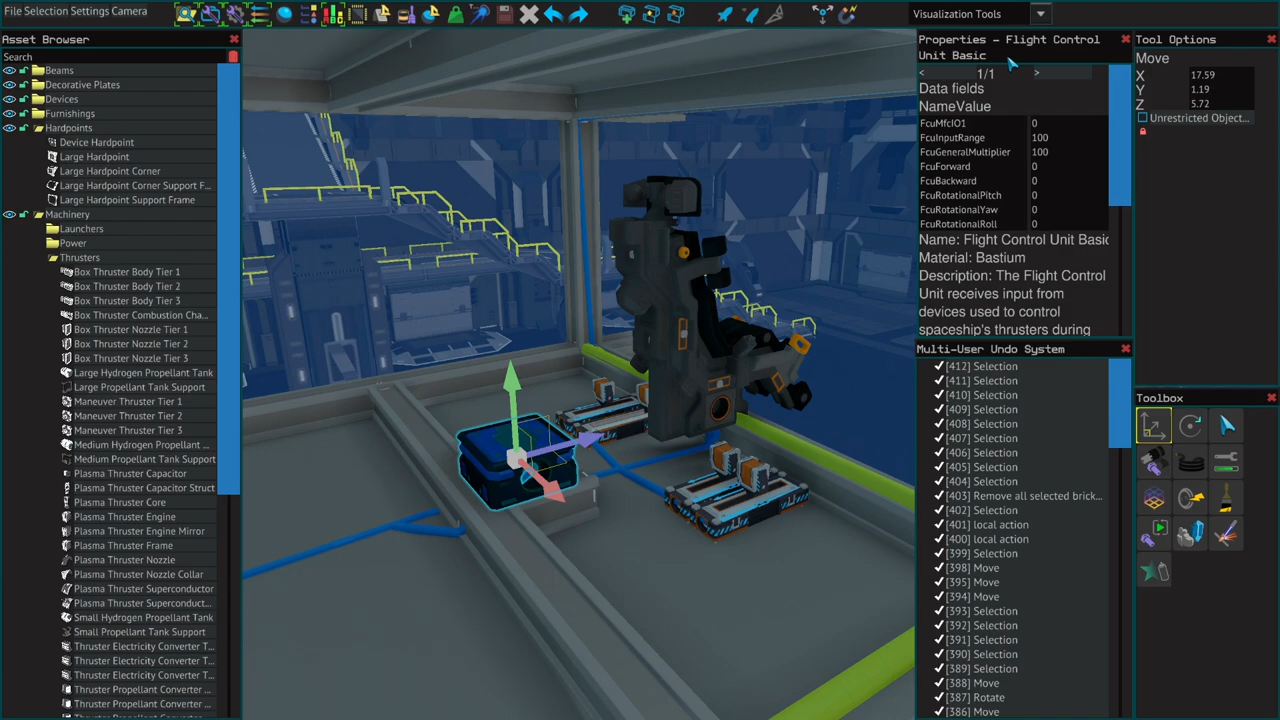 File Selection Settings Camera
Visualization Tools
Asset Browser
Search
Beams
Decorative Plates
Devices
Furnishings
Hardpoints
Device Hardpoint
Large Hardpoint
Large Hardpoint Corner
Large Hardpoint Corner Support F...
Large Hardpoint Support Frame
Machinery
Launchers
Power
Thrusters
Box Thruster Body Tier 1
Box Thruster Body Tier 2
Box Thruster Body Tier 3
Box Thruster Combustion Cha...
Box Thruster Nozzle Tier 1
Box Thruster Nozzle Tier 2
Box Thruster Nozzle Tier 3
Large Hydrogen Propellant Tank
Large Propellant Tank Support
Maneuver Thruster Tier 1
Maneuver Thruster Tier 2
Maneuver Thruster Tier 3
Medium Hydrogen Propellant ...
Medium Propellant Tank Support
Plasma Thruster Capacitor
Plasma Thruster Capacitor Struct
Plasma Thruster Core
Plasma Thruster Engine
Plasma Thruster Engine Mirror
Plasma Thruster Frame
Plasma Thruster Nozzle
Plasma Thruster Nozzle Collar
Plasma Thruster Superconductor
Plasma Thruster Superconduct...
Small Hydrogen Propellant Tank
Small Propellant Tank Support
Thruster Electricity Converter T...
Thruster Electricity Converter T...
Thruster Electricity Converter T...
Thruster Propellant Converter ...
Thruster Propellant Converter ...
Thruster Propellant Converter ...
Properties - Flight Control
Unit Basic
< 1/1 >
Data fields
NameValue
FcuMfcIO1 0
FcuInputRange 100
FcuGeneralMultiplier 100
FcuForward 0
FcuBackward 0
FcuRotationalPitch 0
FcuRotationalYaw 0
FcuRotationalRoll 0
Name: Flight Control Unit Basic
Material: Bastium
Description: The Flight Control
Unit receives input from
devices used to control
spaceship's thrusters during
Multi-User Undo System
[412] Selection
[411] Selection
[410] Selection
[409] Selection
[408] Selection
[407] Selection
[406] Selection
[405] Selection
[404] Selection
[403] Remove all selected brick...
[402] Selection
[401] local action
[400] local action
[399] Selection
[398] Move
[395] Move
[394] Move
[393] Selection
[392] Selection
[391] Selection
[390] Selection
[389] Selection
[388] Move
[387] Rotate
[386] Move
Tool Options
Move
X 17.59
Y 1.19
Z 5.72
Unrestricted Object...
Toolbox